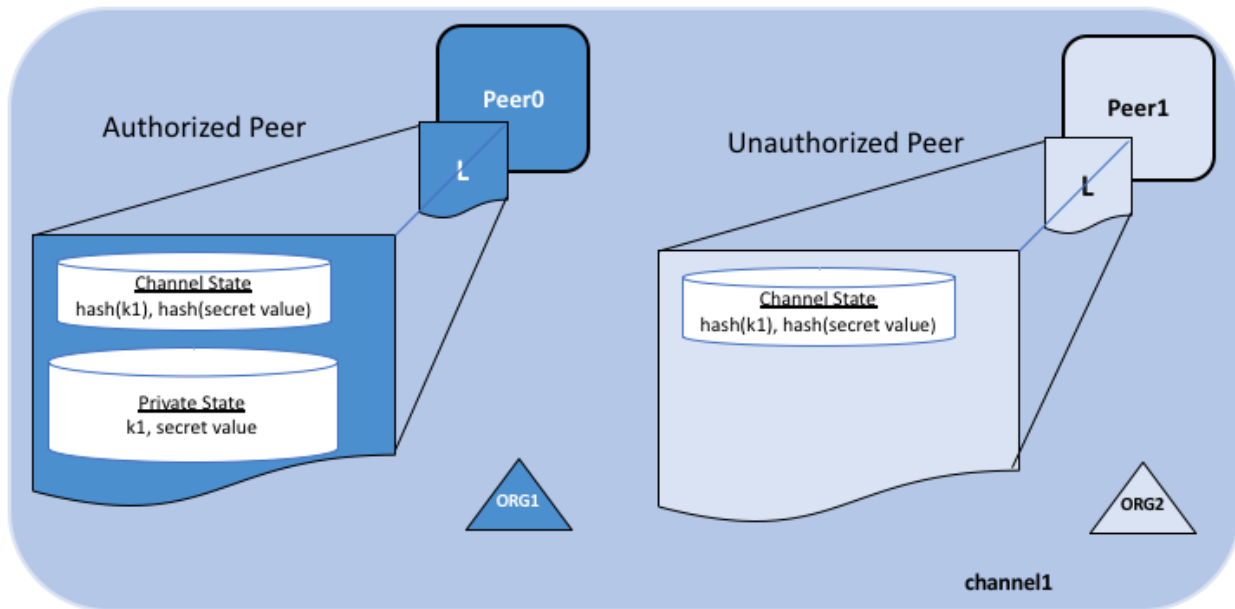 Peer0
Authorized Peer
L
Channel State
hash(k1), hash(secret value)
Private State
k1, secret value
ORG1
Peer1
Unauthorized Peer
L
Channel State
hash(k1), hash(secret value)
ORG2
channel1